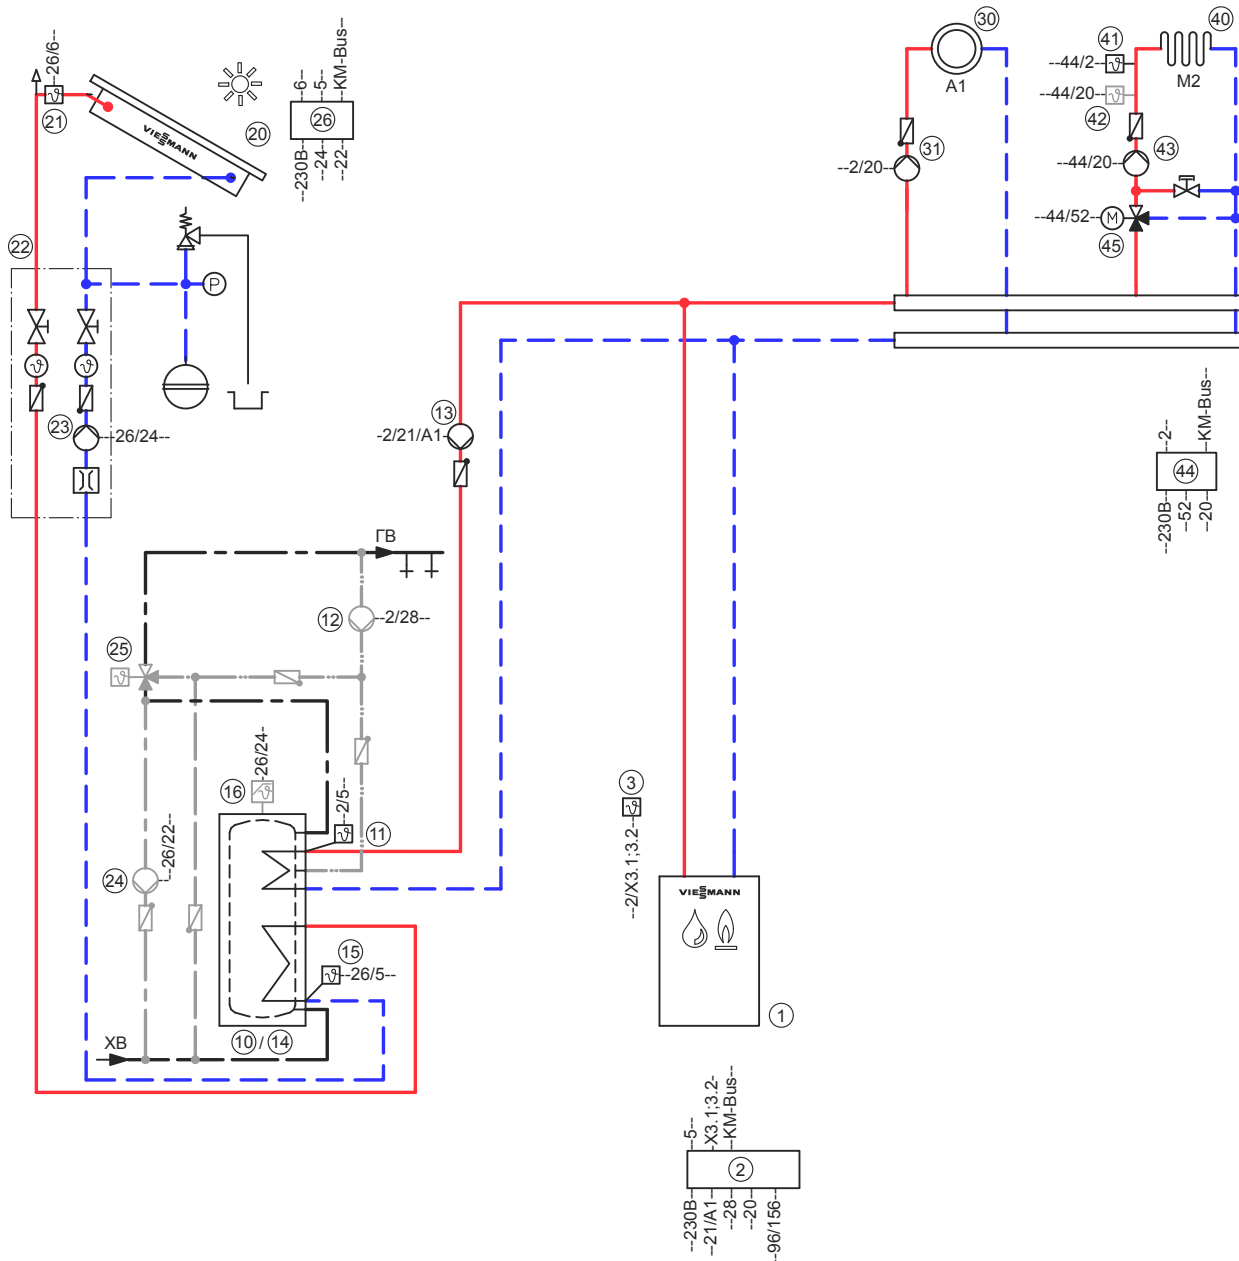 --26/6--
21
VIESSMANN
20
--6--
--5--
--KM-Bus--
26
--230B--
--24--
--22--
30
A1
31
--2/20--
40
41
--44/2--
M2
--44/20--
42
43
--44/20--
--44/52--
M
45
22
P
23
---26/24--
13
-2/21/A1-
--2--
--KM-Bus--
44
--230B--
--52--
--20--
ГВ
12
--2/28--
25
16
--26/24-
--2/5--
11
3
--2/X3.1;3.2--
24
--26/22--
VIESSMANN
15
--26/5--
1
10 / 14
ХВ
--5--
-X3.1;3.2-
--KM-Bus--
2
--230B--
--21/A1--
--28--
--20--
--96/156--